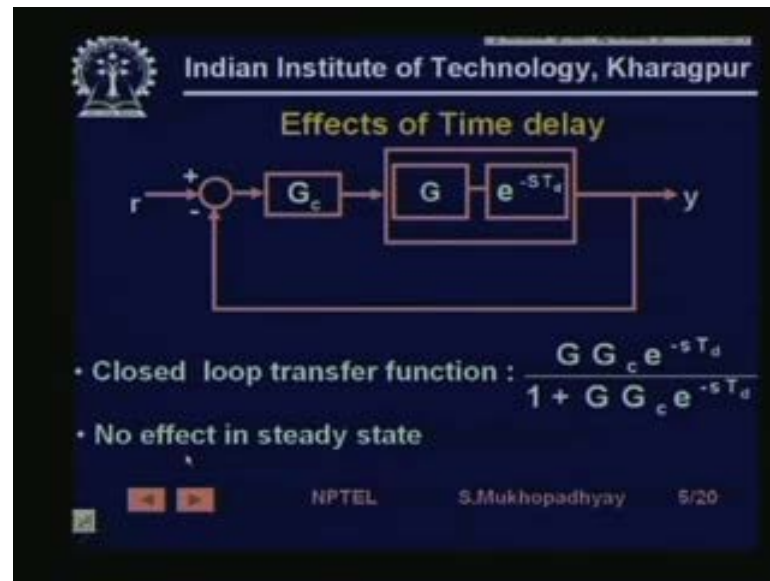 Indian Institute of Technology, Kharagpur
Effects of Time delay
r + - G_c G e^{-ST_d} y
• Closed loop transfer function : \frac{G G_c e^{-sT_d}}{1 + G G_c e^{-sT_d}}
• No effect in steady state
NPTEL S.Mukhopadhyay 5/20